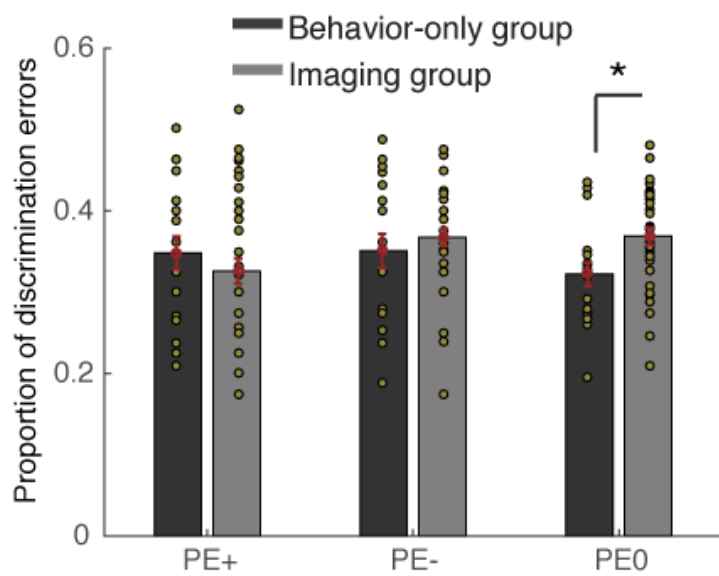 Behavior-only group
Imaging group
*
Proportion of discrimination errors
0.6
0.4
0.2
0
PE+
PE-
PE0